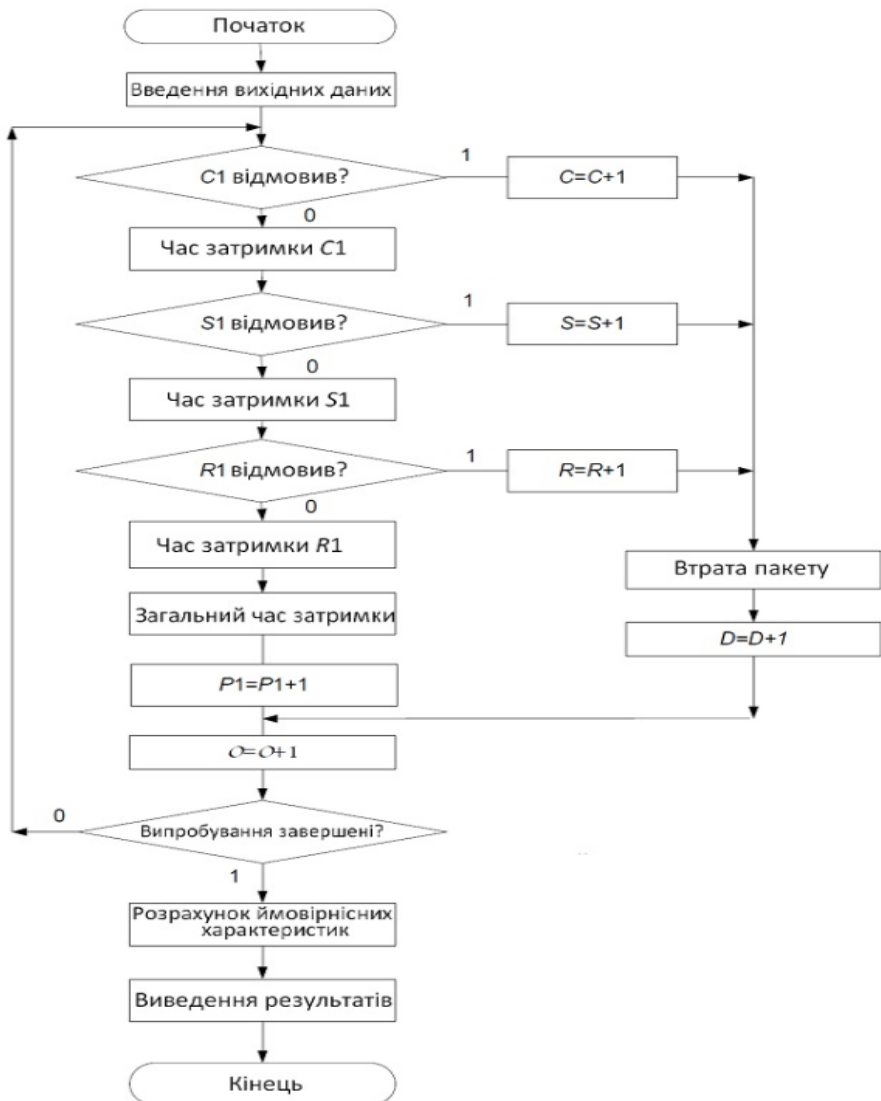 Початок
Введення вихідних даних
C1 відмовив?
1
C=C+1
0
Час затримки C1
S1 відмовив?
1
S=S+1
0
Час затримки S1
R1 відмовив?
1
R=R+1
0
Час затримки R1
Втрата пакету
Загальний час затримки
D=D+1
P1=P1+1
O=O+1
0
Випробування завершені?
1
Розрахунок ймовірнісних
характеристик
Виведення результатів
Кінець